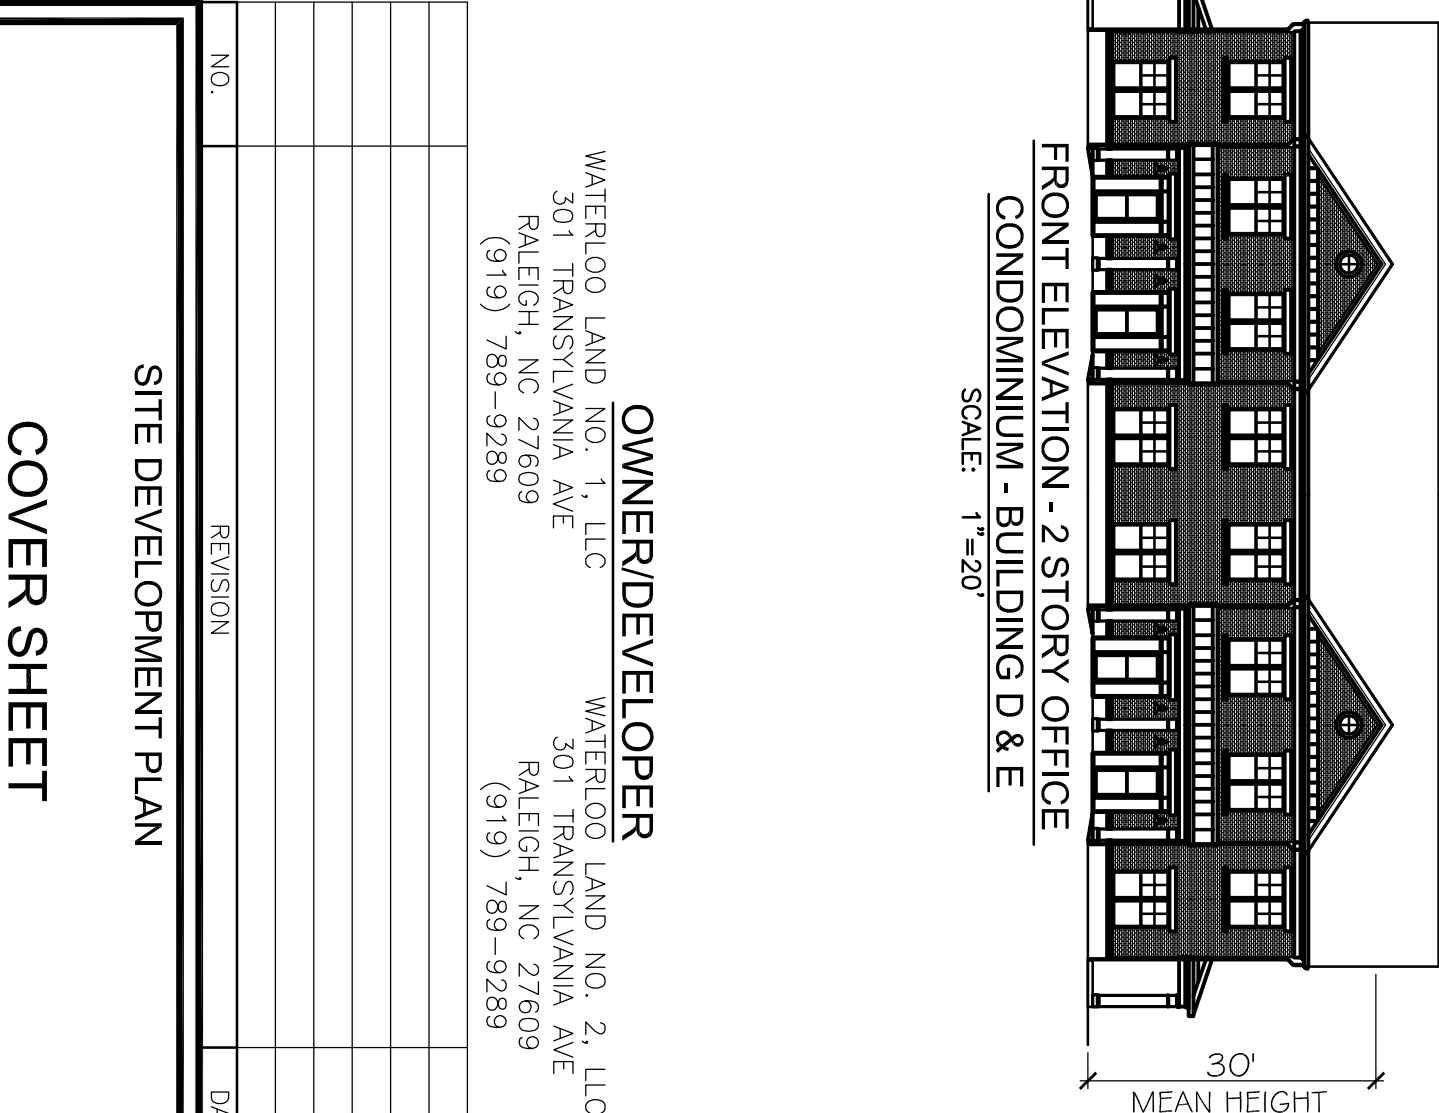 30'
MEAN HEIGHT
FRONT ELEVATION - 2 STORY OFFICE
CONDOMINIUM - BUILDING D & E
SCALE: 1"=20'
OWNER/DEVELOPER
WATERLOO LAND NO. 1, LLC
301 TRANSYLVANIA AVE
RALEIGH, NC 27609
(919) 789-9289
WATERLOO LAND NO. 2, LLC
301 TRANSYLVANIA AVE
RALEIGH, NC 27609
(919) 789-9289
NO. REVISION DA
SITE DEVELOPMENT PLAN
COVER SHEET